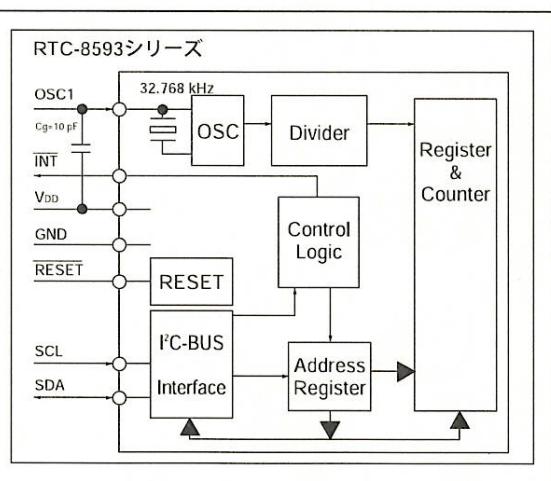 RTC-8593シリーズ
OSC1
32.768 kHz
Cg=10 pF
OSC
Divider
Register
&
Counter
INT
VDD
Control
Logic
GND
RESET
RESET
I²C-BUS
Interface
SCL
Address
Register
SDA